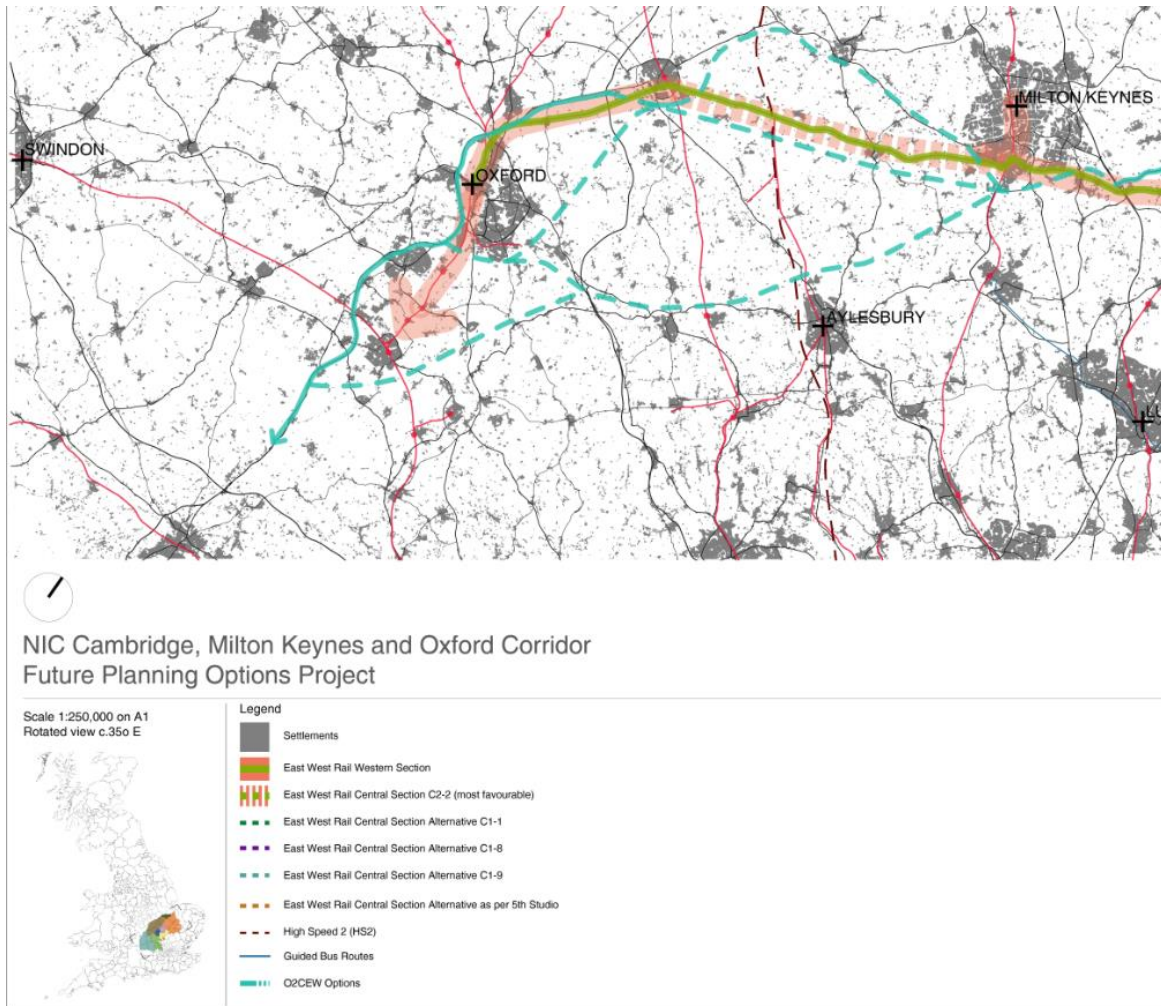 SWINDON
OXFORD
MILTON KEYNES
AYLESBURY
LU
NIC Cambridge, Milton Keynes and Oxford Corridor
Future Planning Options Project
Scale 1:250,000 on A1
Rotated view c.35o E
Legend
Settlements
East West Rail Western Section
East West Rail Central Section C2-2 (most favourable)
East West Rail Central Section Alternative C1-1
East West Rail Central Section Alternative C1-8
East West Rail Central Section Alternative C1-9
East West Rail Central Section Alternative as per 5th Studio
High Speed 2 (HS2)
Guided Bus Routes
O2CEW Options